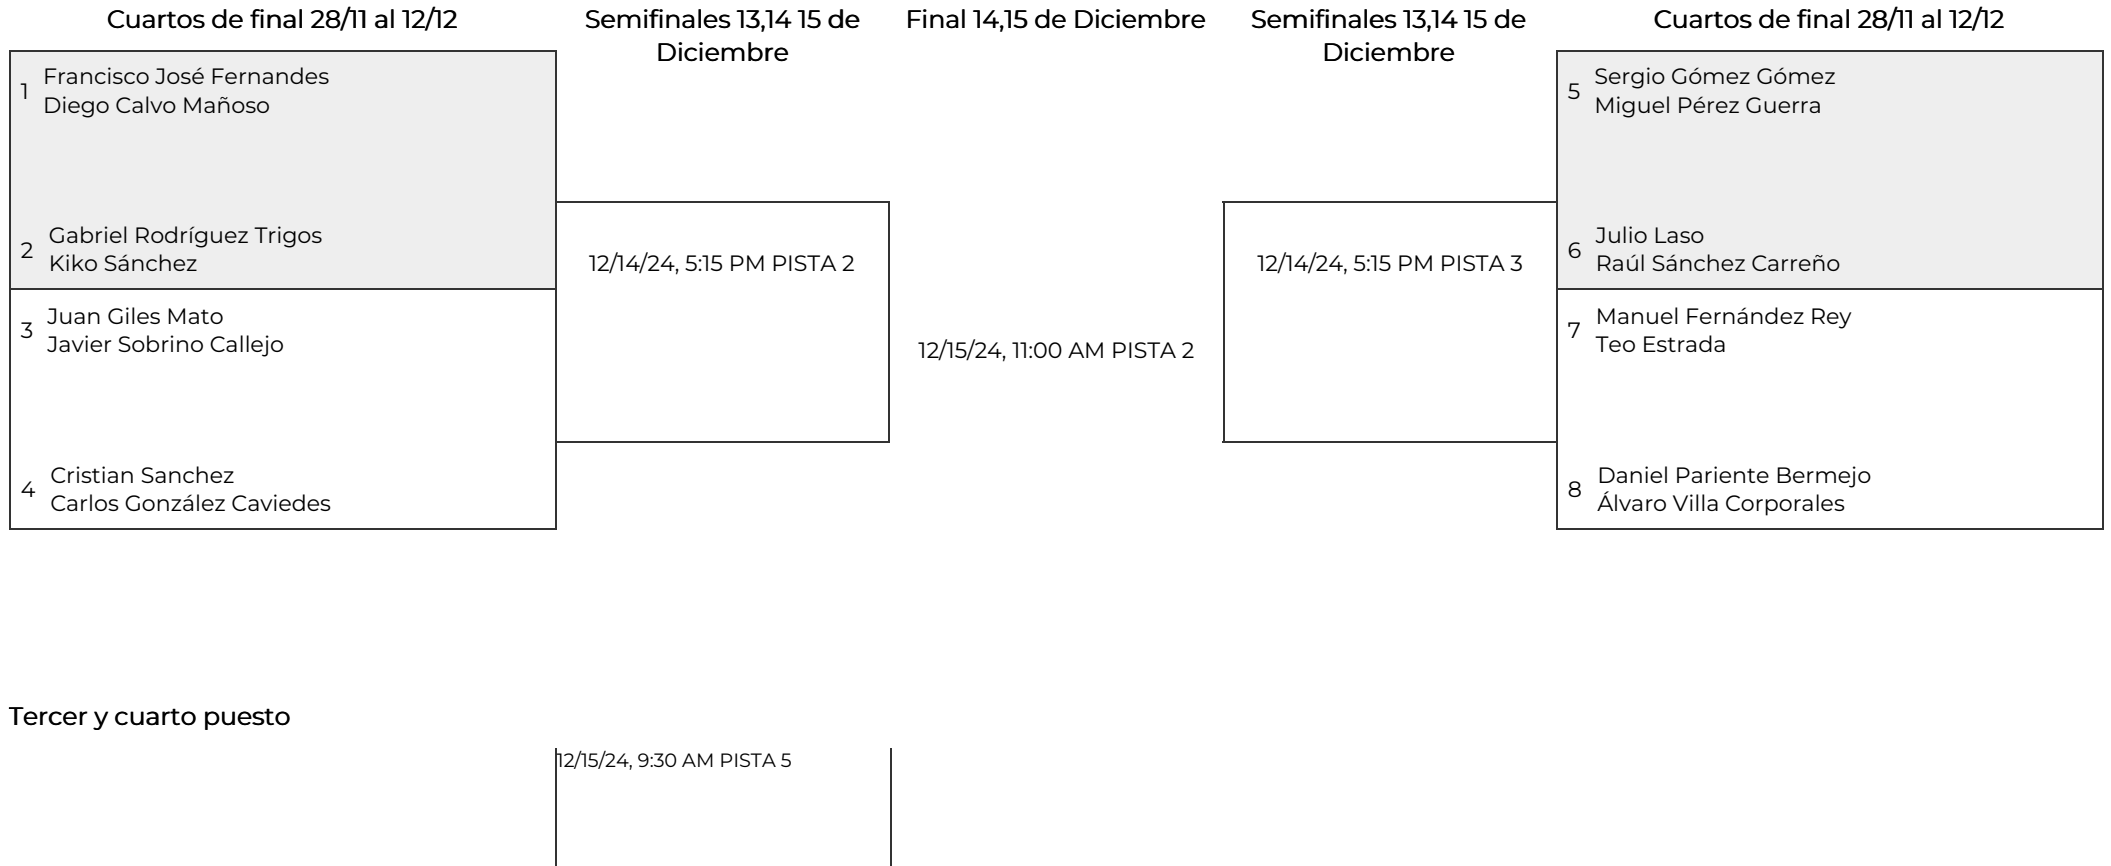 Cuartos de final 28/11 al 12/12
Semifinales 13,14 15 de
Diciembre
Final 14,15 de Diciembre
Semifinales 13,14 15 de
Diciembre
Cuartos de final 28/11 al 12/12
1
Francisco José Fernandes
Diego Calvo Mañoso
2
Gabriel Rodríguez Trigos
Kiko Sánchez
3
Juan Giles Mato
Javier Sobrino Callejo
4
Cristian Sanchez
Carlos González Caviedes
12/14/24, 5:15 PM PISTA 2
12/15/24, 11:00 AM PISTA 2
12/14/24, 5:15 PM PISTA 3
5
Sergio Gómez Gómez
Miguel Pérez Guerra
6
Julio Laso
Raúl Sánchez Carreño
7
Manuel Fernández Rey
Teo Estrada
8
Daniel Pariente Bermejo
Álvaro Villa Corporales
Tercer y cuarto puesto
12/15/24, 9:30 AM PISTA 5